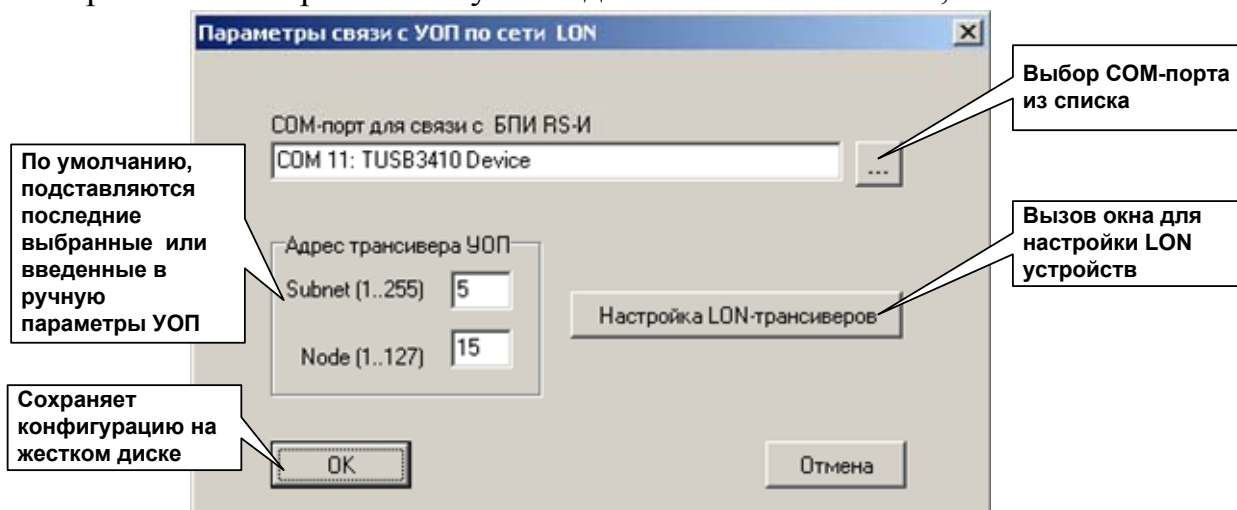 Параметры связи с УОП по сети LON
Выбор COM-порта
из списка
COM-порт для связи с БПИ RS-И
COM 11: TUSB3410 Device
...
По умолчанию,
подставляются
последние
выбранные или
введенные в
ручную
параметры УОП
Адрес трансивера УОП
Subnet (1..255) 5
Node (1..127) 15
Вызов окна для
настройки LON
устройств
Настройка LON-трансиверов
Сохраняет
конфигурацию на
жестком диске
OK
Отмена